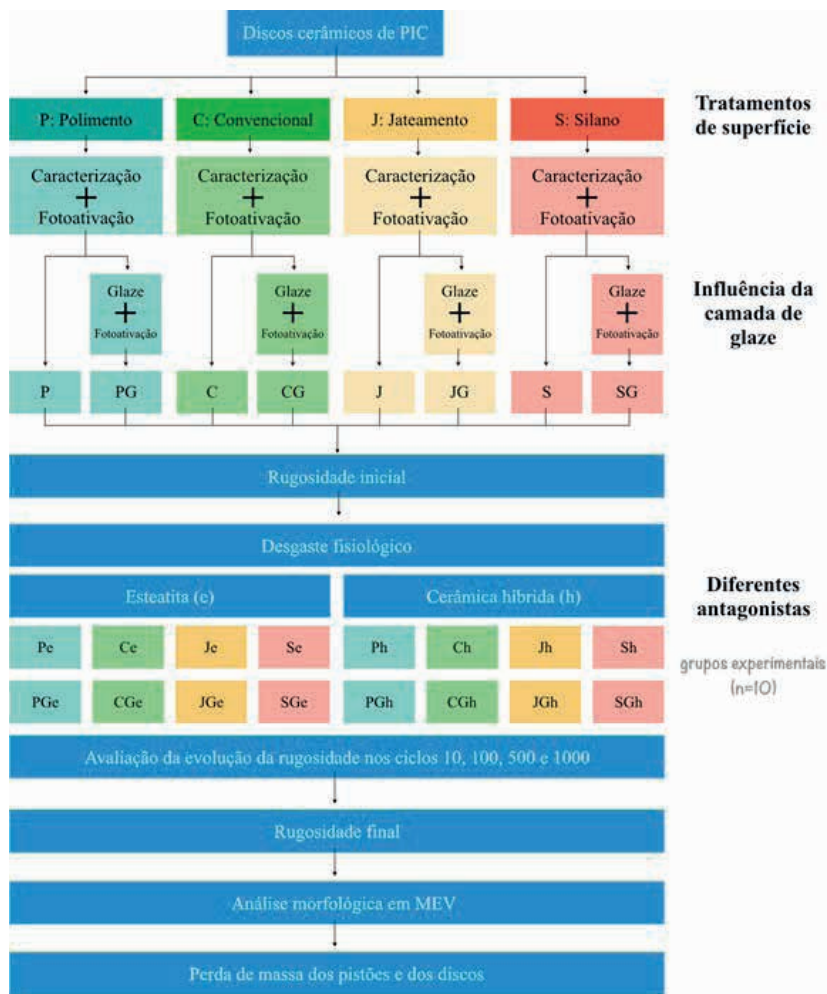 Discos cerâmicos de PIC
P: Polimento
C: Convencional
J: Jateamento
S: Silano
Tratamentos
de superfície
Caracterização
+
Fotoativação
Caracterização
+
Fotoativação
Caracterização
+
Fotoativação
Caracterização
+
Fotoativação
Glaze
+
Fotoativação
Glaze
+
Fotoativação
Glaze
+
Fotoativação
Glaze
+
Fotoativação
Influência da
camada de
glaze
P
PG
C
CG
J
JG
S
SG
Rugosidade inicial
Desgaste fisiológico
Esteatita (e)
Cerâmica híbrida (h)
Diferentes
antagonistas
Pe
Ce
Je
Se
Ph
Ch
Jh
Sh
grupos experimentais
(n=10)
PGe
CGe
JGe
SGe
PGh
CGh
JGh
SGh
Avaliação da evolução da rugosidade nos ciclos 10, 100, 500 e 1000
Rugosidade final
Análise morfológica em MEV
Perda de massa dos pistões e dos discos